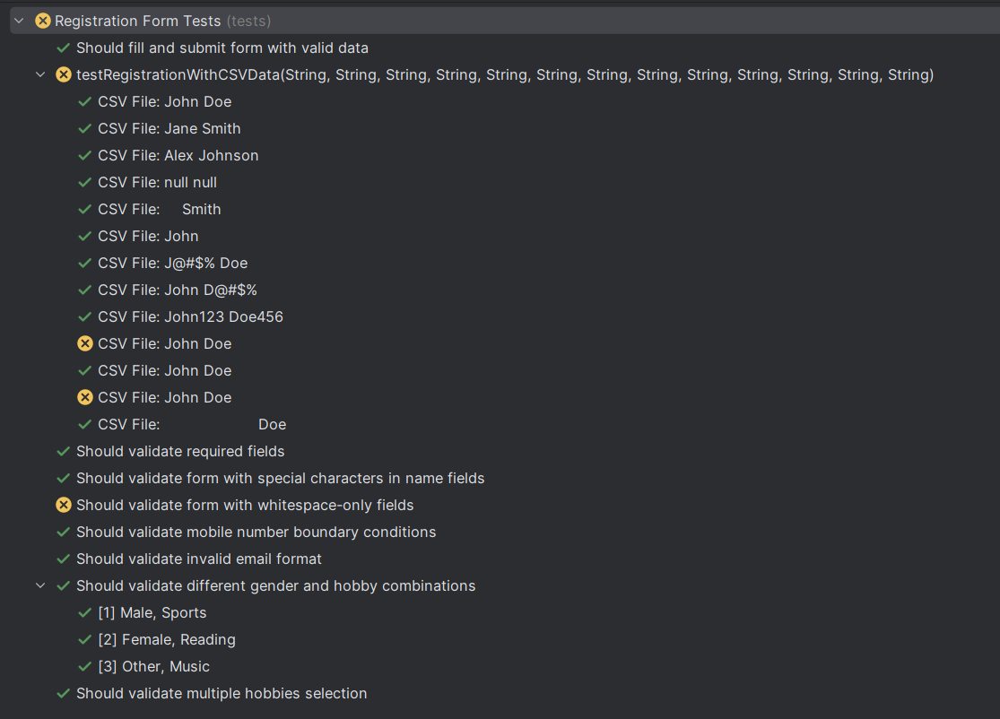 Registration Form Tests (tests)
Should fill and submit form with valid data
testRegistrationWithCSVData(String, String, String, String, String, String, String, String, String, String, String, String, String)
CSV File: John Doe
CSV File: Jane Smith
CSV File: Alex Johnson
CSV File: null null
CSV File:    Smith
CSV File: John
CSV File: J@#$% Doe
CSV File: John D@#$%
CSV File: John123 Doe456
CSV File: John Doe
CSV File: John Doe
CSV File: John Doe
CSV File:    Doe
Should validate required fields
Should validate form with special characters in name fields
Should validate form with whitespace-only fields
Should validate mobile number boundary conditions
Should validate invalid email format
Should validate different gender and hobby combinations
[1] Male, Sports
[2] Female, Reading
[3] Other, Music
Should validate multiple hobbies selection